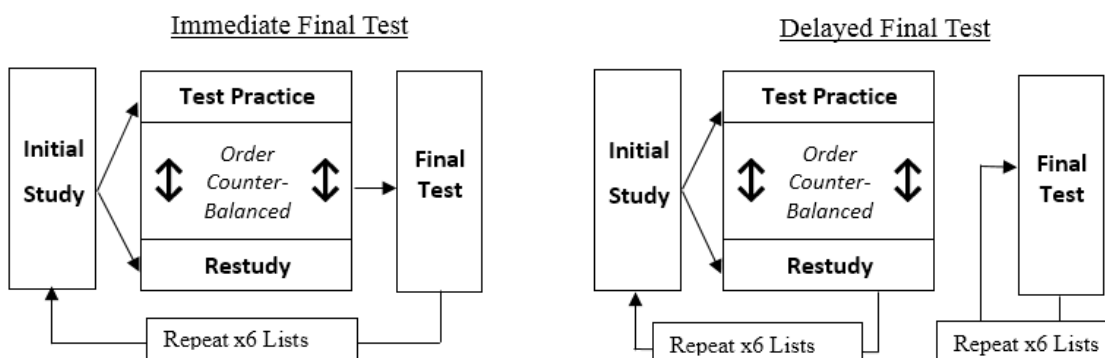 Immediate Final Test
Initial
Study
Test Practice
Order
Counter-
Balanced
Restudy
Final
Test
Repeat x6 Lists
Delayed Final Test
Initial
Study
Test Practice
Order
Counter-
Balanced
Restudy
Repeat x6 Lists
Final
Test
Repeat x6 Lists